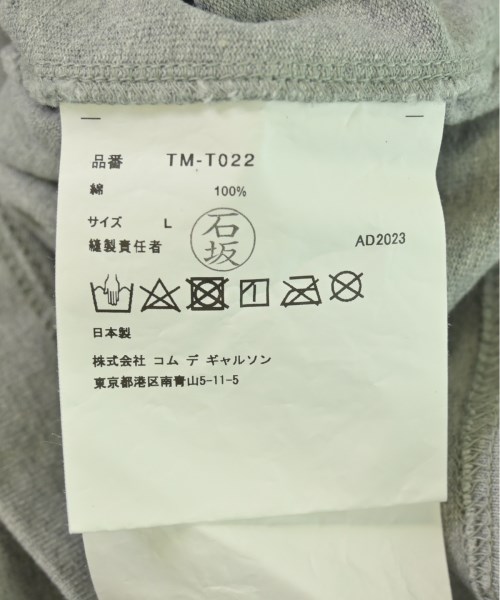 品番 TM-T022
綿 100%
サイズ L
縫製責任者 石坂 AD2023
日本製
株式会社 コム デ ギャルソン
東京都港区南青山5-11-5